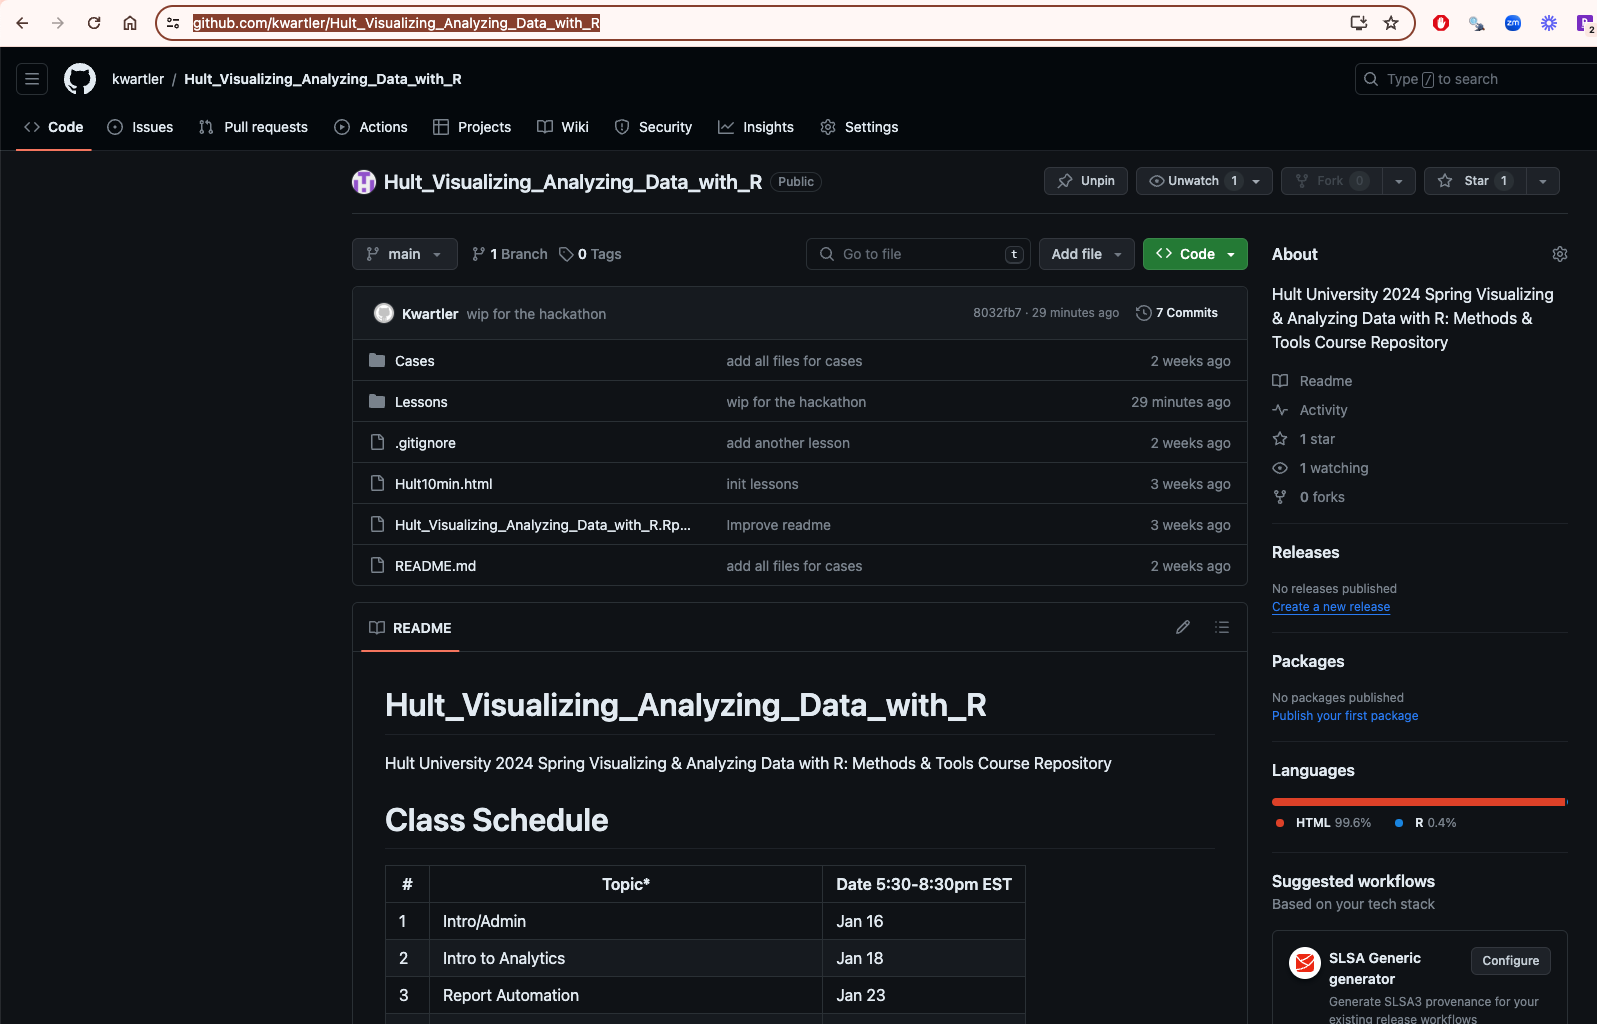 github.com/kwartler/Hult_Visualizing_Analyzing_Data_with_R
zm
2
kwartler / Hult_Visualizing_Analyzing_Data_with_R
Type / to search
Code Issues Pull requests Actions Projects Wiki Security Insights Settings
Hult_Visualizing_Analyzing_Data_with_R Public
Unpin Unwatch 1 Fork 0 Star 1
main 1 Branch 0 Tags Go to file t Add file Code
Kwartler wip for the hackathon 8032fb7 · 29 minutes ago 7 Commits
Cases add all files for cases 2 weeks ago
Lessons wip for the hackathon 29 minutes ago
.gitignore add another lesson 2 weeks ago
Hult10min.html init lessons 3 weeks ago
Hult_Visualizing_Analyzing_Data_with_R.Rp... Improve readme 3 weeks ago
README.md add all files for cases 2 weeks ago
README
Hult_Visualizing_Analyzing_Data_with_R
Hult University 2024 Spring Visualizing & Analyzing Data with R: Methods & Tools Course Repository
Class Schedule
# Topic* Date 5:30-8:30pm EST
1 Intro/Admin Jan 16
2 Intro to Analytics Jan 18
3 Report Automation Jan 23
About
Hult University 2024 Spring Visualizing
& Analyzing Data with R: Methods &
Tools Course Repository
Readme
Activity
1 star
1 watching
0 forks
Releases
No releases published
Create a new release
Packages
No packages published
Publish your first package
Languages
HTML 99.6% R 0.4%
Suggested workflows
Based on your tech stack
SLSA Generic
generator
Configure
Generate SLSA3 provenance for your
existing release workflows